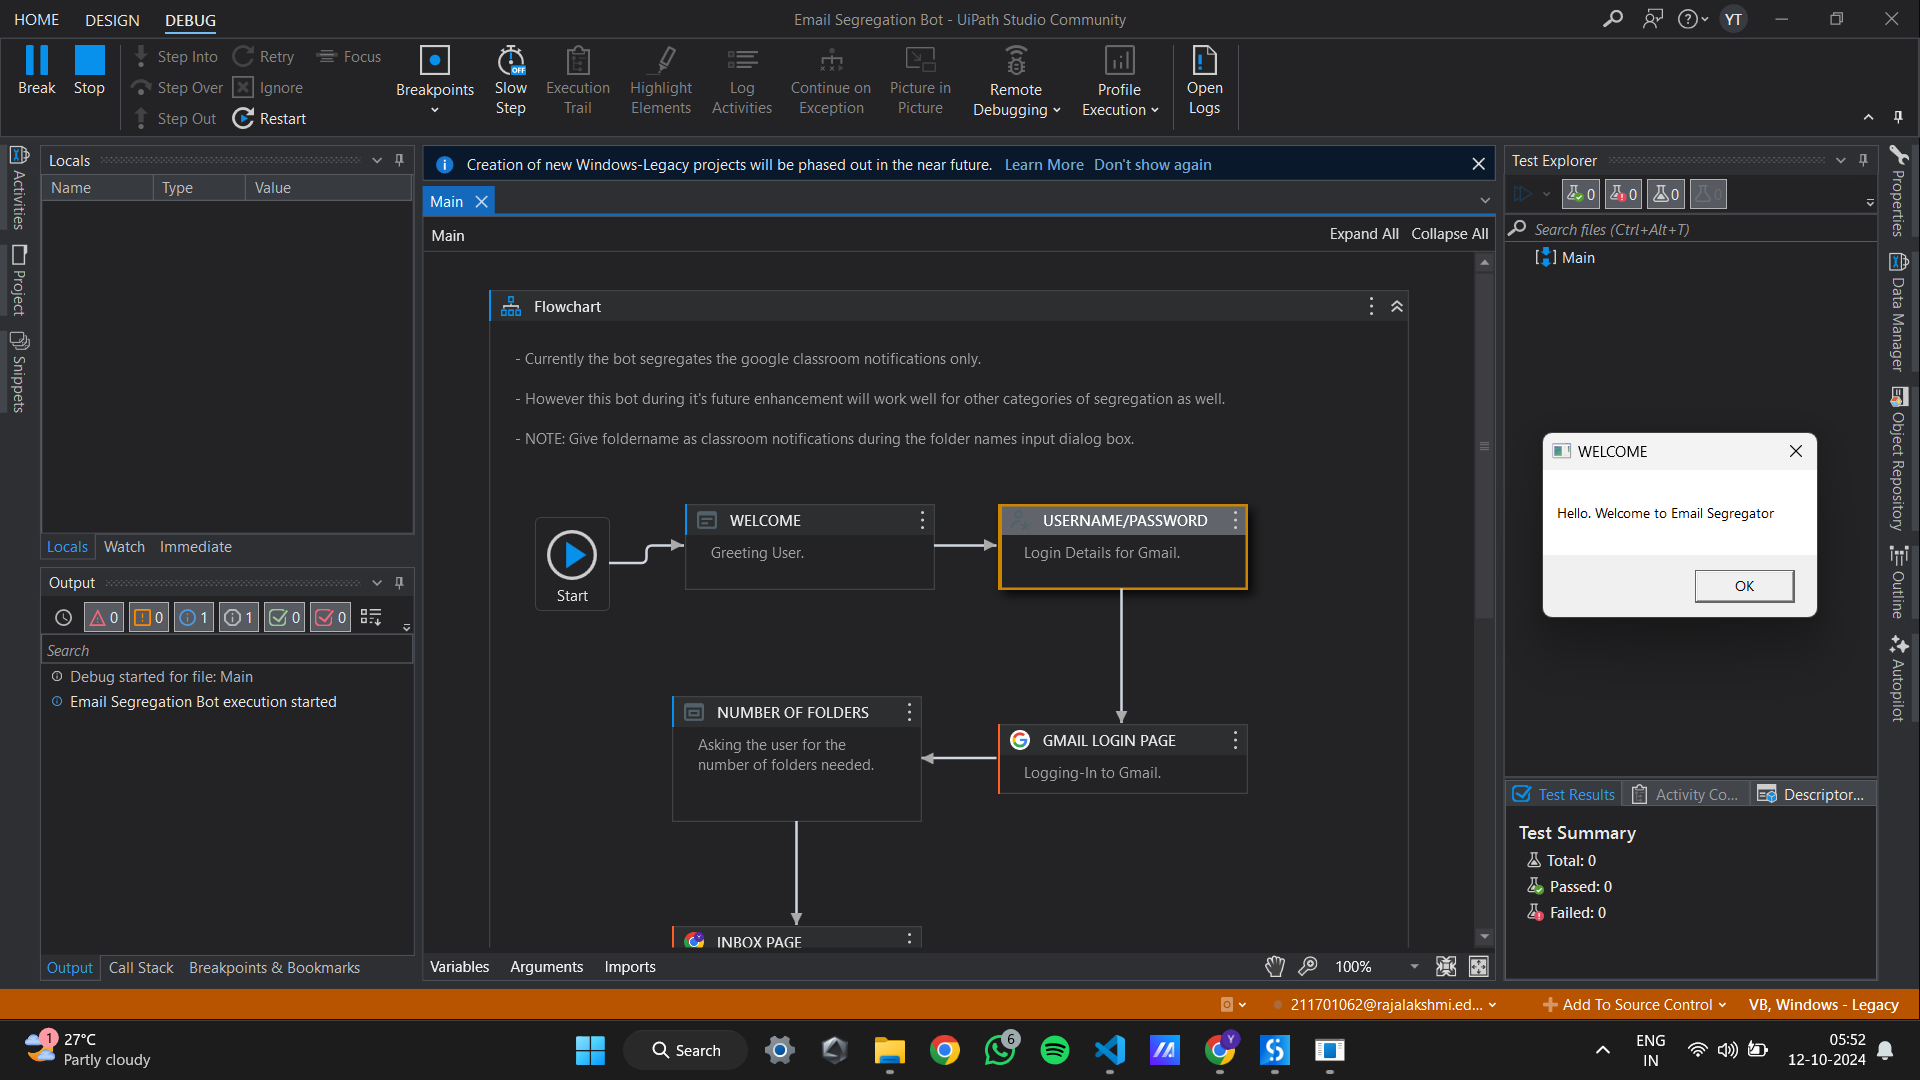 HOME DESIGN DEBUG
Email Segregation Bot - UiPath Studio Community
YT
Break
Stop
Step Into
Step Over
Step Out
Retry
Ignore
Restart
Focus
Breakpoints
Slow
Step
OFF
Execution
Trail
Highlight
Elements
Log
Activities
Continue on
Exception
Picture in
Picture
Remote
Debugging
Profile
Execution
Open
Logs
Activities
Project
Snippets
Locals
Name Type Value
Locals Watch Immediate
Output
0 0 1 1 0 0
Search
Debug started for file: Main
Email Segregation Bot execution started
Output Call Stack Breakpoints & Bookmarks
Creation of new Windows-Legacy projects will be phased out in the near future. Learn More Don't show again
Main
Main
Expand All Collapse All
Flowchart
- Currently the bot segregates the google classroom notifications only.
- However this bot during it's future enhancement will work well for other categories of segregation as well.
- NOTE: Give foldername as classroom notifications during the folder names input dialog box.
Start
WELCOME
Greeting User.
USERNAME/PASSWORD
Login Details for Gmail.
NUMBER OF FOLDERS
Asking the user for the
number of folders needed.
GMAIL LOGIN PAGE
Logging-In to Gmail.
INBOX PAGE
Variables Arguments Imports
100%
Test Explorer
0 0 0 0
Search files (Ctrl+Alt+T)
Main
WELCOME
Hello. Welcome to Email Segregator
OK
Test Results Activity Co... Descriptor...
Test Summary
Total: 0
Passed: 0
Failed: 0
Properties
Data Manager
Object Repository
Outline
Autopilot
211701062@rajalakshmi.ed...
Add To Source Control
VB, Windows - Legacy
1
27°C
Partly cloudy
Search
6
Y
ENG
IN
05:52
12-10-2024